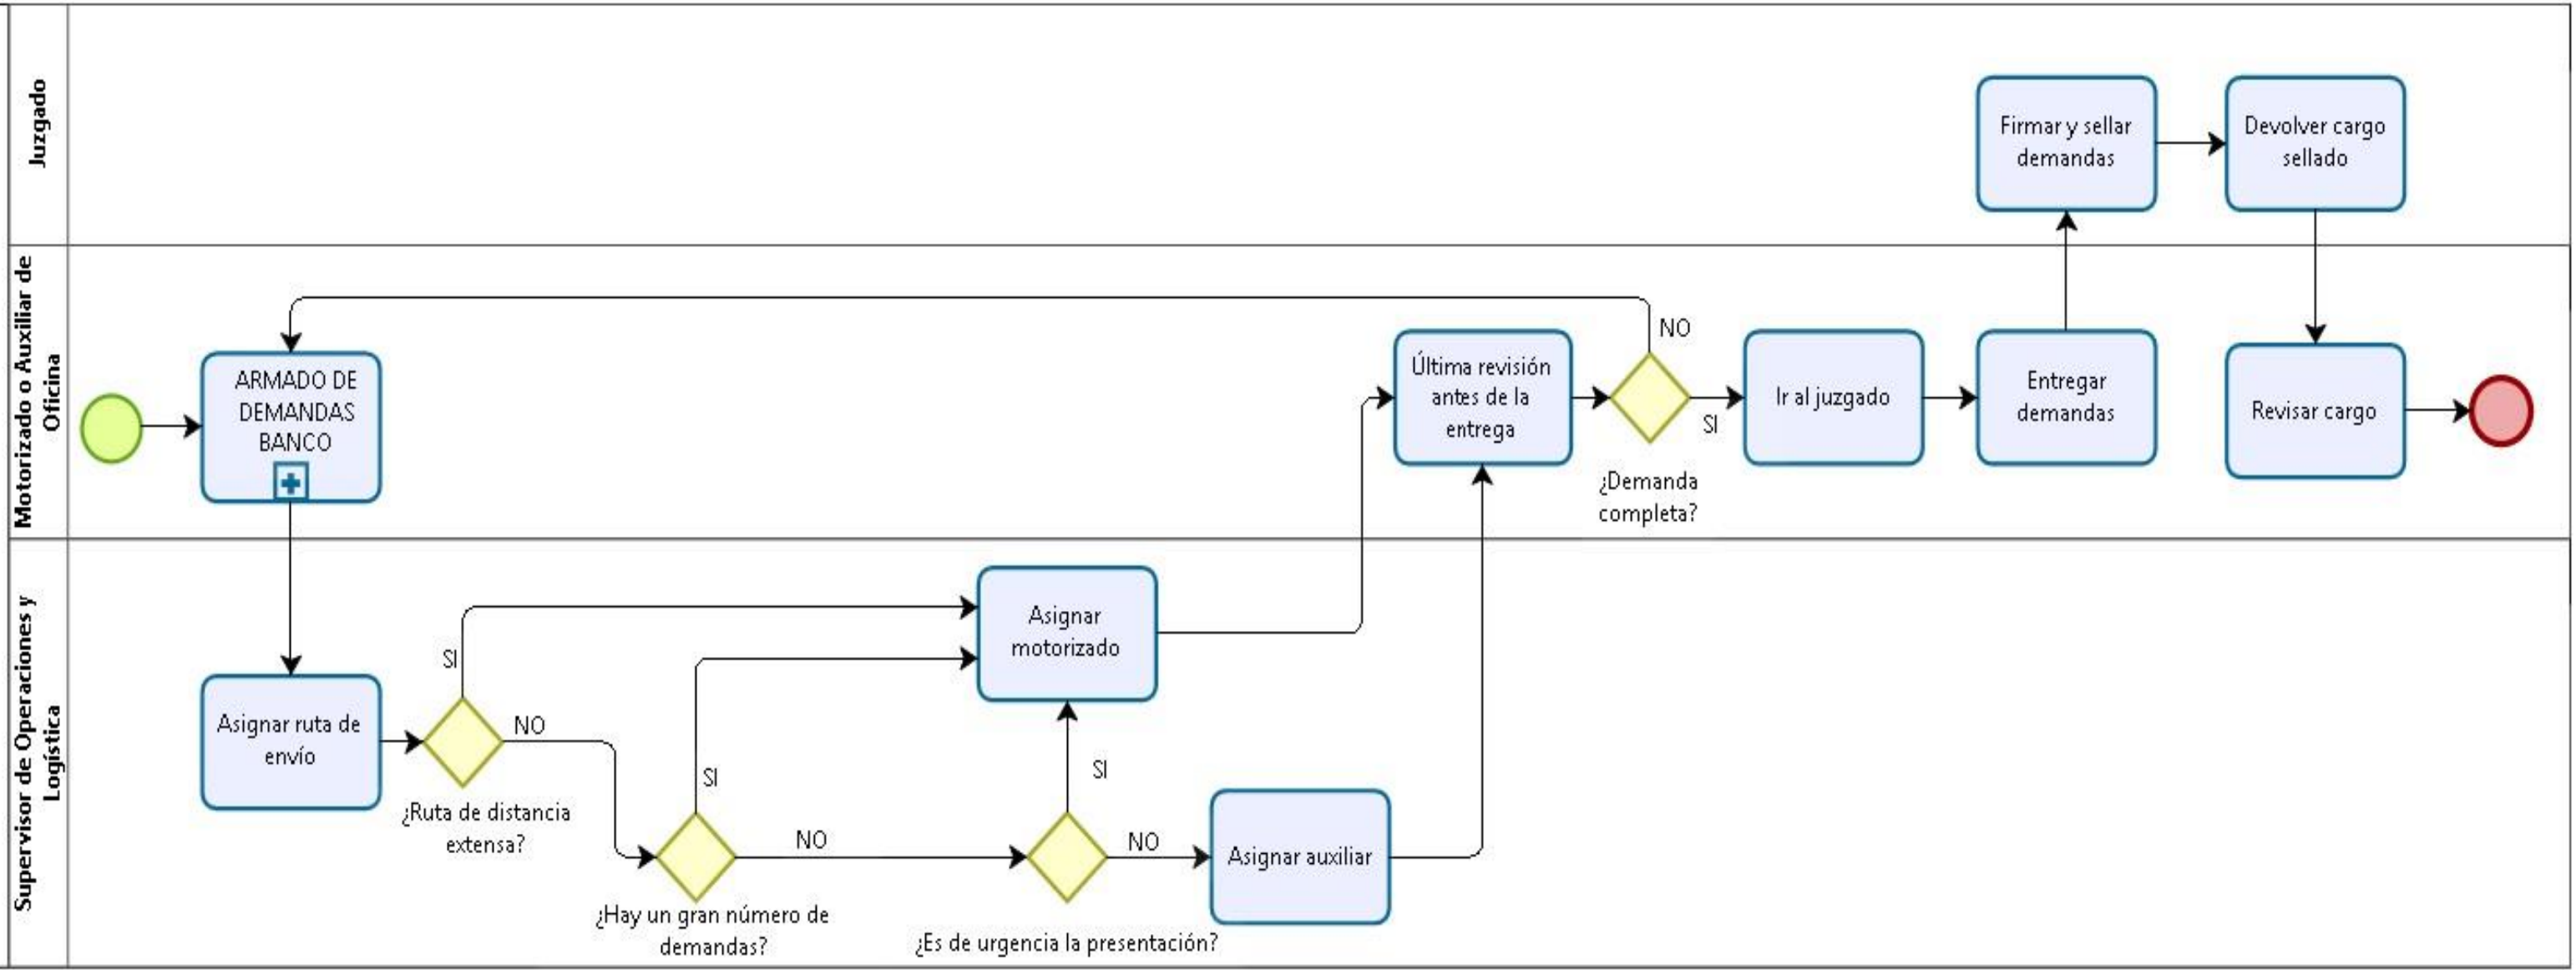 Juzgado
Firmar y sellar
demandas
Devolver cargo
sellado
Motorizado o Auxiliar de
Oficina
ARMADO DE
DEMANDAS
BANCO
Última revisión
antes de la
entrega
NO
SI
¿Demanda
completa?
Ir al juzgado
Entregar
demandas
Revisar cargo
Supervisor de Operaciones y
Logística
Asignar ruta de
envío
SI
NO
¿Ruta de distancia
extensa?
SI
NO
¿Hay un gran número de
demandas?
Asignar
motorizado
SI
NO
¿Es de urgencia la presentación?
Asignar auxiliar